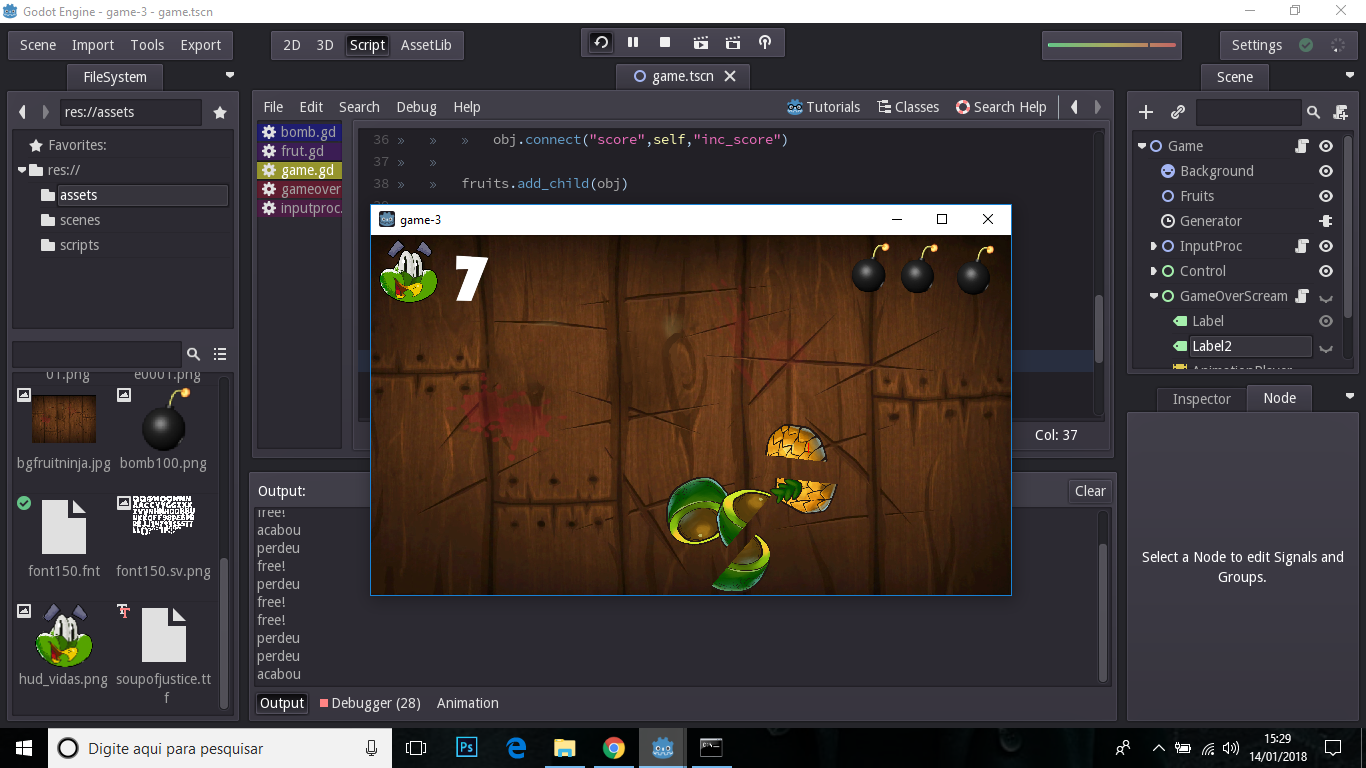 Godot Engine - game-3 - game.tscn
Scene Import Tools Export
2D 3D Script AssetLib
Settings
FileSystem
game.tscn
Scene
res://assets
File Edit Search Debug Help
Tutorials Classes Search Help
Favorites:
res://
assets
scenes
scripts
bomb.gd
frut.gd
game.gd
gameover
inputproc.
36 » » » obj.connect("score",self,"inc_score")
37 » »
38 » » fruits.add_child(obj)
Game
Background
Fruits
Generator
InputProc
Control
GameOverScream
Label
Label2
game-3
7
01.png e0001.png
bgfruitninja.jpg bomb100.png
font150.fnt font150.sv.png
hud_vidas.png soupofjustice.tt
f
Col: 37
Inspector Node
Select a Node to edit Signals and
Groups.
Output:
Clear
free!
acabou
perdeu
free!
perdeu
free!
free!
perdeu
perdeu
acabou
Output Debugger (28) Animation
Digite aqui para pesquisar
Ps
15:29
14/01/2018